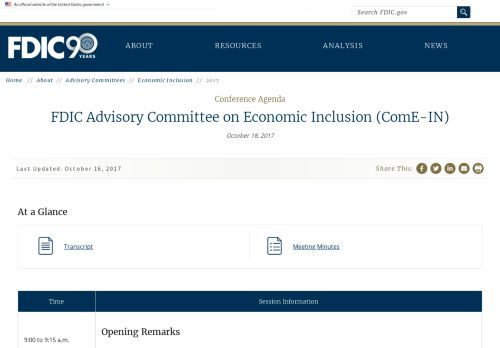 An official website of the United States government
Search FDIC.gov
FDIC 90 YEARS
ABOUT RESOURCES ANALYSIS NEWS
Home // About // Advisory Committees // Economic Inclusion // 2017
Conference Agenda
FDIC Advisory Committee on Economic Inclusion (ComE-IN)
October 18, 2017
Last Updated: October 16, 2017 Share This:
At a Glance
Transcript Meeting Minutes
Time Session Information
Opening Remarks
9:00 to 9:15 a.m.